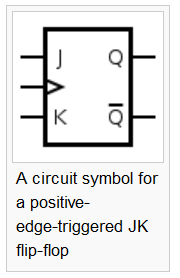 J Q
K Q̅
A circuit symbol for
a positive-
edge-triggered JK
flip-flop